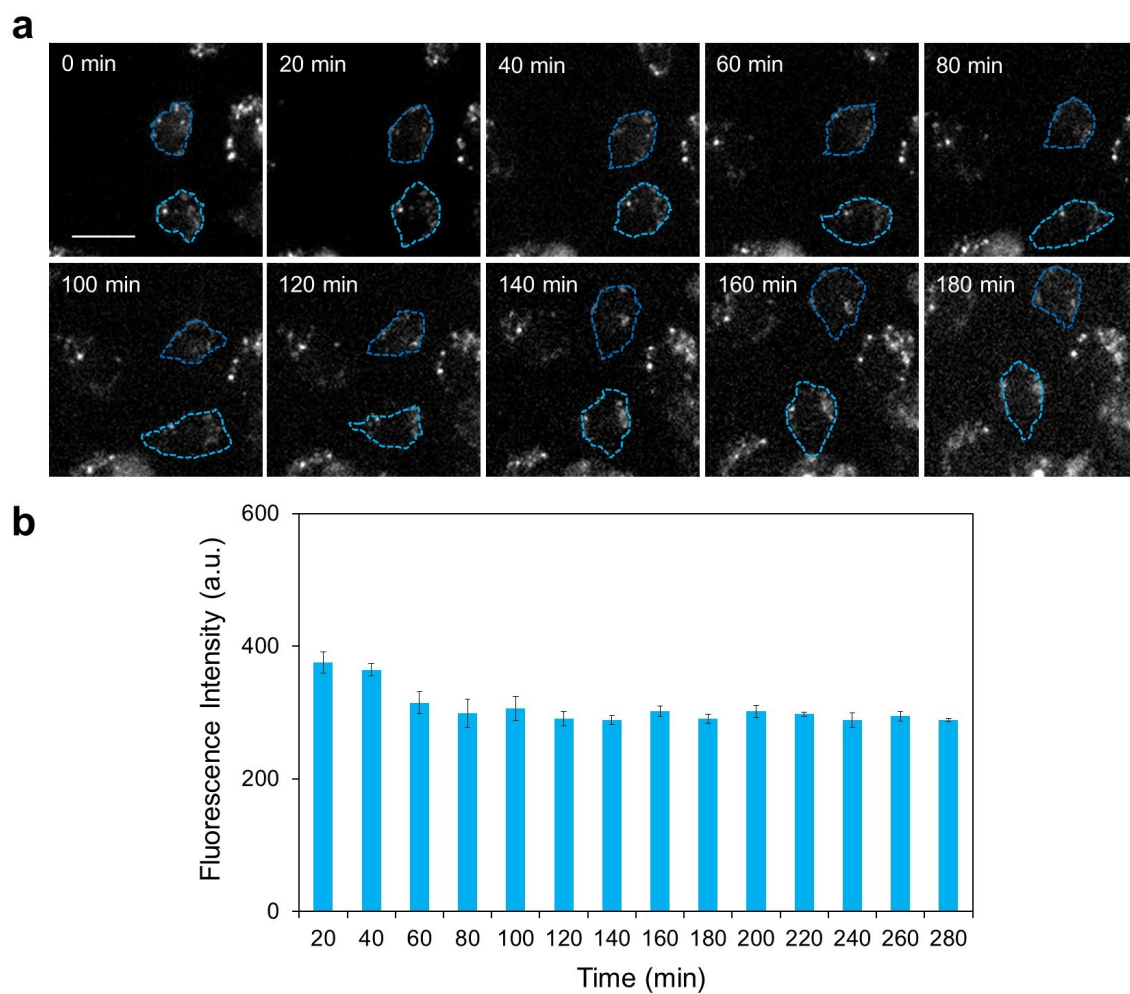 a
0 min 20 min 40 min 60 min 80 min
100 min 120 min 140 min 160 min 180 min
b
Fluorescence Intensity (a.u.)
600
400
200
0
20 40 60 80 100 120 140 160 180 200 220 240 260 280
Time (min)